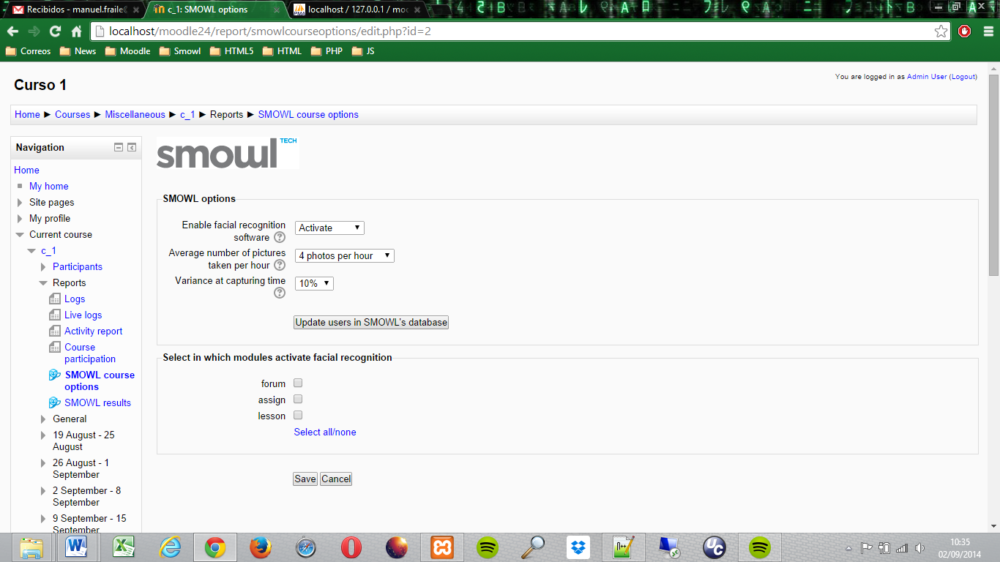 Recibidos - manuel.fraile@
c_1: SMOWL options
localhost / 127.0.0.1 / moo
localhost/moodle24/report/smowlcourseoptions/edit.php?id=2
Correos News Moodle Smowl HTML5 HTML PHP JS
Curso 1
You are logged in as Admin User (Logout)
Home ► Courses ► Miscellaneous ► c_1 ► Reports ► SMOWL course options
Navigation
Home
My home
Site pages
My profile
Current course
c_1
Participants
Reports
Logs
Live logs
Activity report
Course
participation
SMOWL course
options
SMOWL results
General
19 August - 25
August
26 August - 1
September
2 September - 8
September
9 September - 15
September
smowl TECH
SMOWL options
Enable facial recognition
software
Activate
Average number of pictures
taken per hour
4 photos per hour
Variance at capturing time
10%
Update users in SMOWL's database
Select in which modules activate facial recognition
forum
assign
lesson
Select all/none
Save Cancel
10:35
02/09/2014